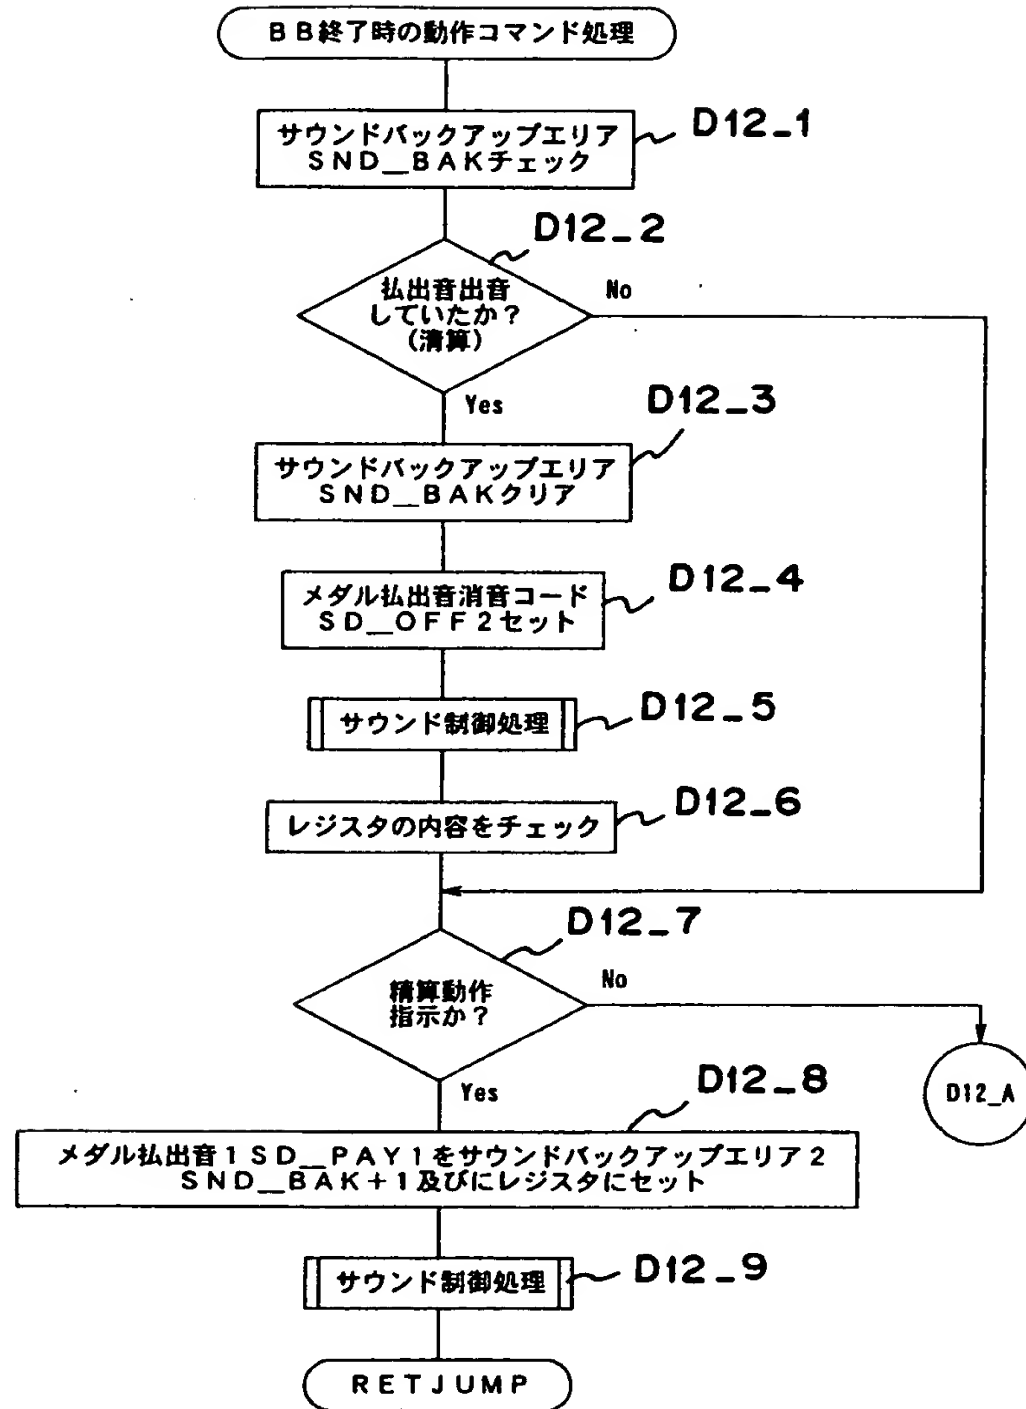 ＢＢ終了時の動作コマンド処理
サウンドバックアップエリア
ＳＮＤ＿ＢＡＫチェック
D12_1
D12_2
払出音出音
していたか？
（清算）
No
Yes
D12_3
サウンドバックアップエリア
ＳＮＤ＿ＢＡＫクリア
D12_4
メダル払出音消音コード
ＳＤ＿ＯＦＦ２セット
サウンド制御処理
D12_5
レジスタの内容をチェック
D12_6
D12_7
精算動作
指示か？
No
D12_A
Yes
D12_8
メダル払出音１ＳＤ＿ＰＡＹ１をサウンドバックアップエリア２
ＳＮＤ＿ＢＡＫ＋１及びにレジスタにセット
サウンド制御処理
D12_9
ＲＥＴＪＵＭＰ